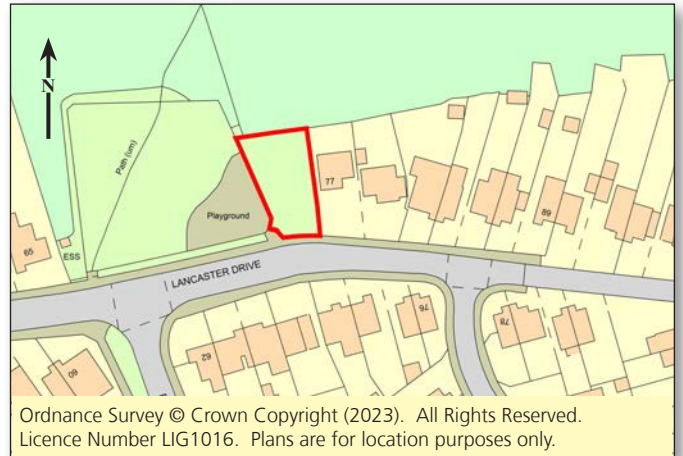 N
Path (um)
77
Playground
89
65
ESS
LANCASTER DRIVE
76
78
62
60
Ordnance Survey © Crown Copyright (2023). All Rights Reserved.
Licence Number LIG1016. Plans are for location purposes only.